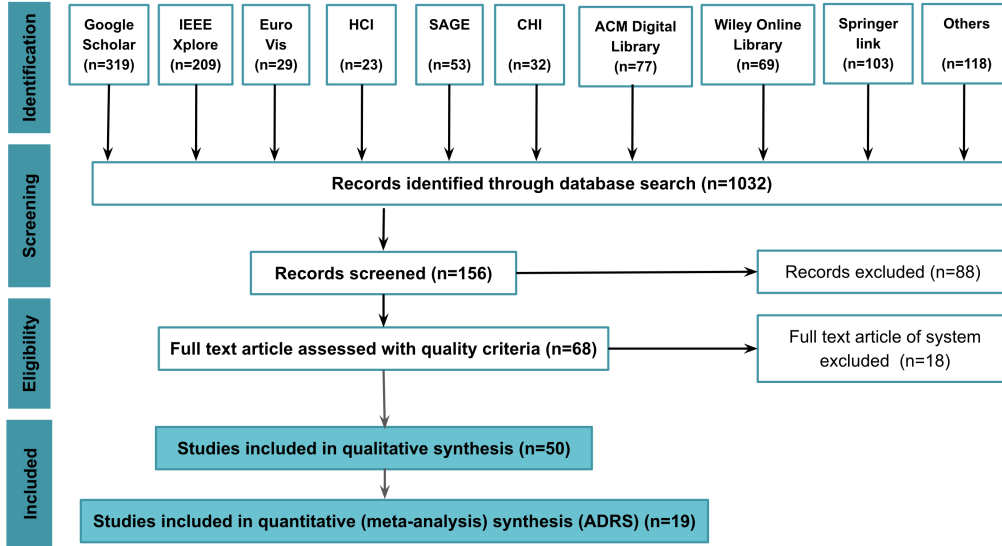 Identification
Google
Scholar
(n=319)
IEEE
Xplore
(n=209)
Euro
Vis
(n=29)
HCI
(n=23)
SAGE
(n=53)
CHI
(n=32)
ACM Digital
Library
(n=77)
Wiley Online
Library
(n=69)
Springer
link
(n=103)
Others
(n=118)
Screening
Records identified through database search (n=1032)
Records screened (n=156)
Records excluded (n=88)
Eligibility
Full text article assessed with quality criteria (n=68)
Full text article of system
excluded (n=18)
Included
Studies included in qualitative synthesis (n=50)
Studies included in quantitative (meta-analysis) synthesis (ADRS) (n=19)